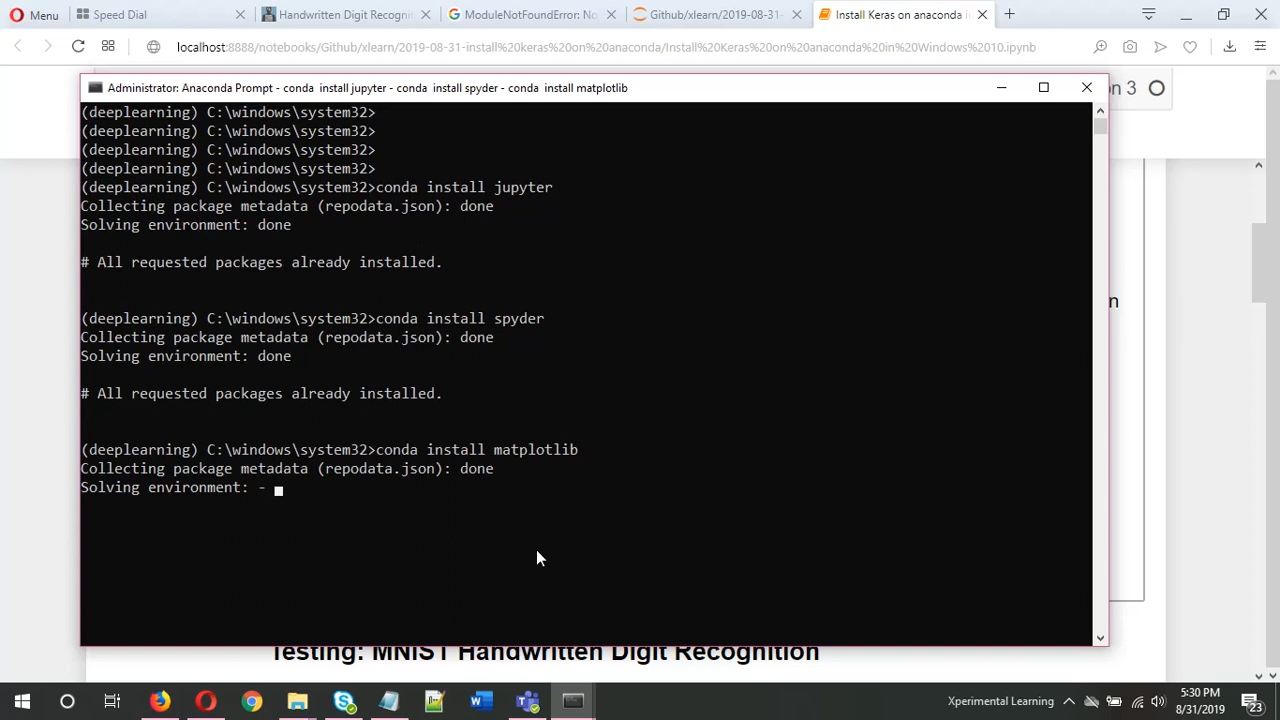 Menu
Speed Dial
Handwritten Digit Recogni
ModuleNotFoundError: No
Github/xlearn/2019-08-31-
Install Keras on anaconda i
localhost:8888/notebooks/Github/xlearn/2019-08-31-install%20keras%20on%20anaconda/Install%20Keras%20on%20anaconda%20in%20Windows%2010.ipynb
Administrator: Anaconda Prompt - conda install jupyter - conda install spyder - conda install matplotlib
on 3
(deeplearning) C:\windows\system32>
(deeplearning) C:\windows\system32>
(deeplearning) C:\windows\system32>
(deeplearning) C:\windows\system32>
(deeplearning) C:\windows\system32>conda install jupyter
Collecting package metadata (repodata.json): done
Solving environment: done
# All requested packages already installed.
(deeplearning) C:\windows\system32>conda install spyder
Collecting package metadata (repodata.json): done
Solving environment: done
# All requested packages already installed.
(deeplearning) C:\windows\system32>conda install matplotlib
Collecting package metadata (repodata.json): done
Solving environment: -
n
Testing: MNIST Handwritten Digit Recognition
Xperimental Learning
5:30 PM
8/31/2019
23